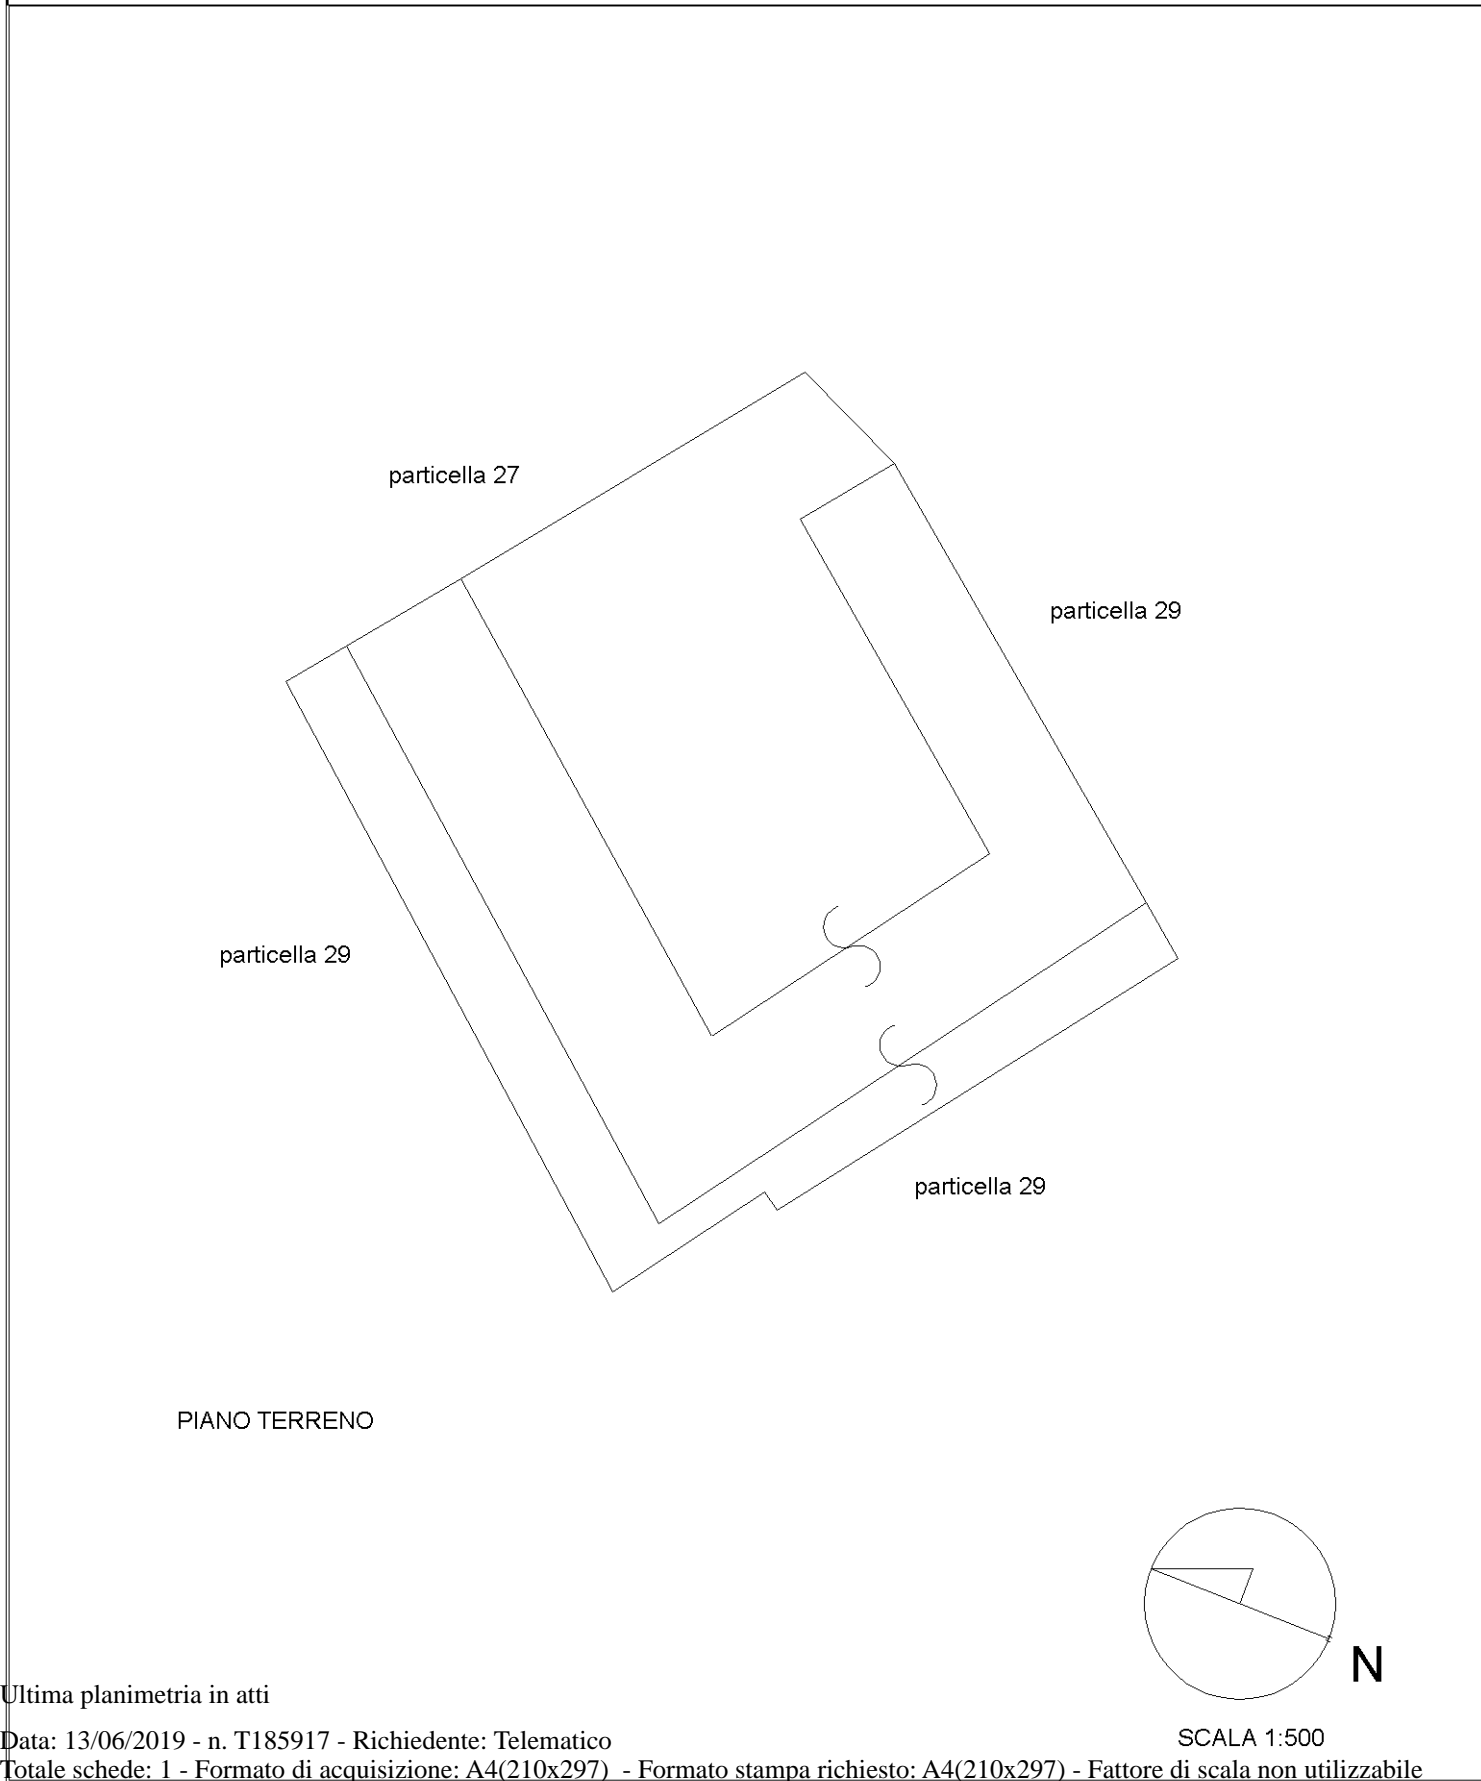 particella 27
particella 29
particella 29
particella 29
PIANO TERRENO
N
SCALA 1:500
Ultima planimetria in atti
Data: 13/06/2019 - n. T185917 - Richiedente: Telematico
Totale schede: 1 - Formato di acquisizione: A4(210x297) - Formato stampa richiesto: A4(210x297) - Fattore di scala non utilizzabile